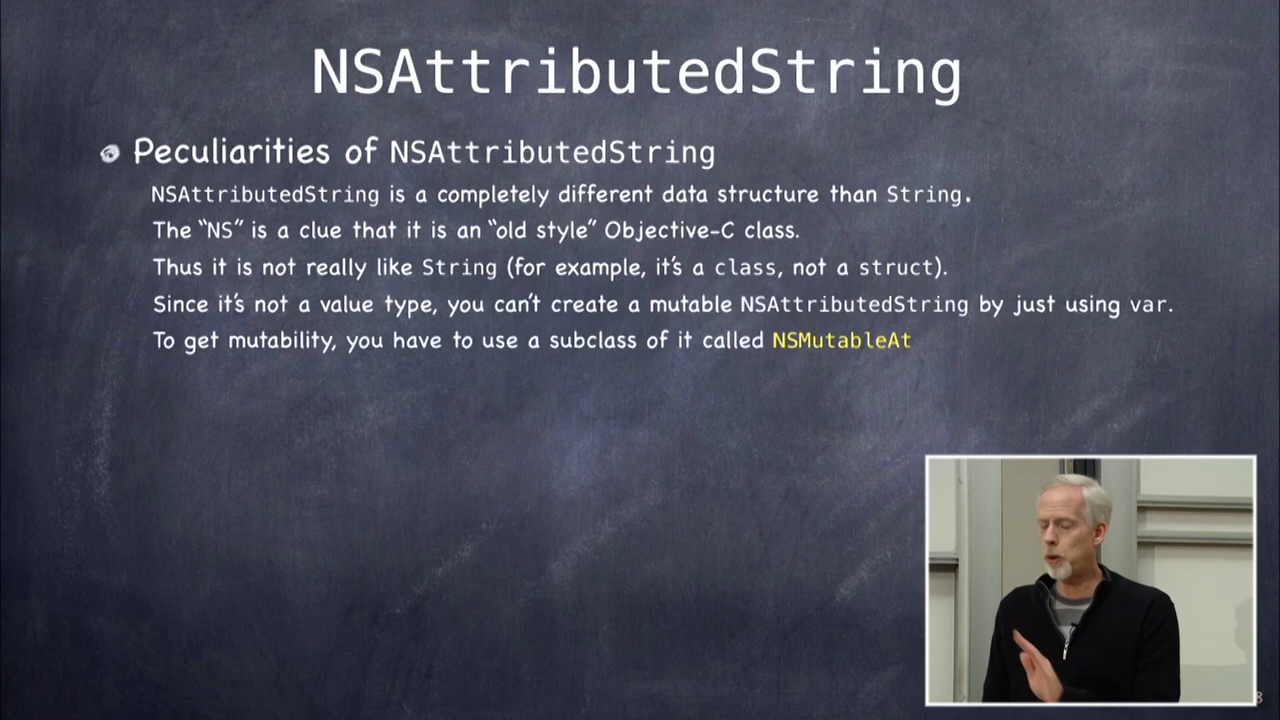 NSAttributedString
Peculiarities of NSAttributedString
NSAttributedString is a completely different data structure than String.
The “NS” is a clue that it is an “old style” Objective-C class.
Thus it is not really like String (for example, it’s a class, not a struct).
Since it’s not a value type, you can’t create a mutable NSAttributedString by just using var.
To get mutability, you have to use a subclass of it called NSMutableAt
8